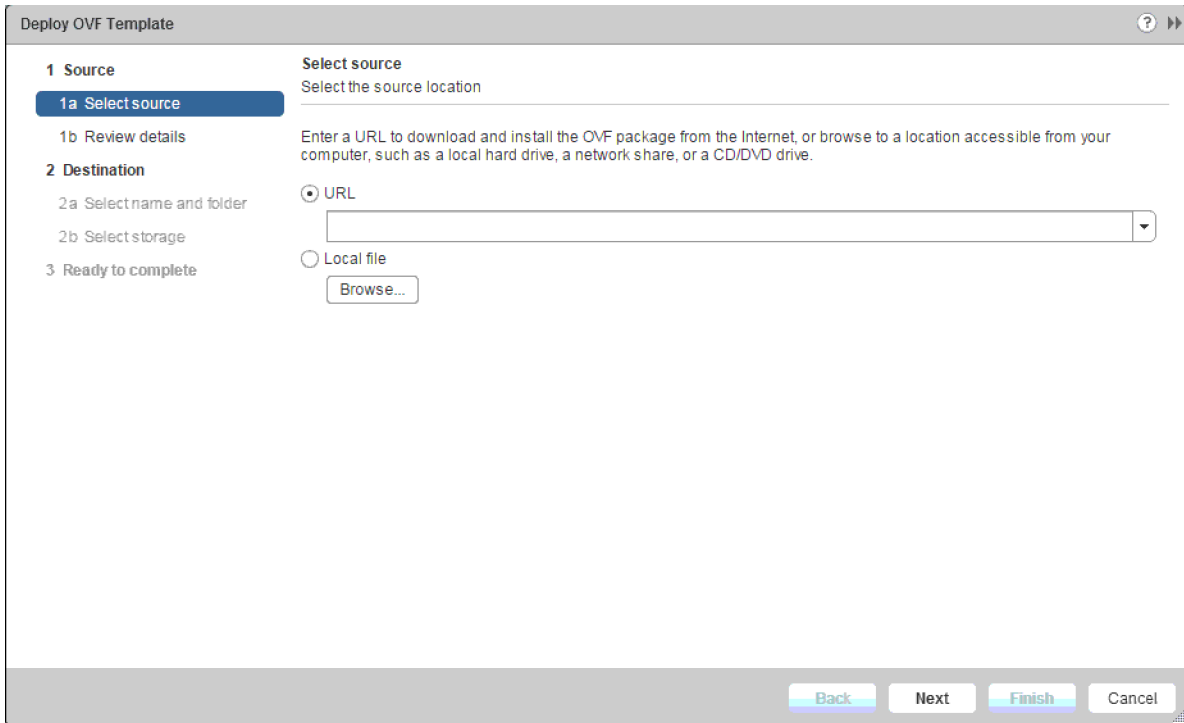 Deploy OVF Template
?
1 Source
1a Select source
1b Review details
2 Destination
2a Select name and folder
2b Select storage
3 Ready to complete
Select source
Select the source location
Enter a URL to download and install the OVF package from the Internet, or browse to a location accessible from your
computer, such as a local hard drive, a network share, or a CD/DVD drive.
URL
Local file
Browse...
Back Next Finish Cancel